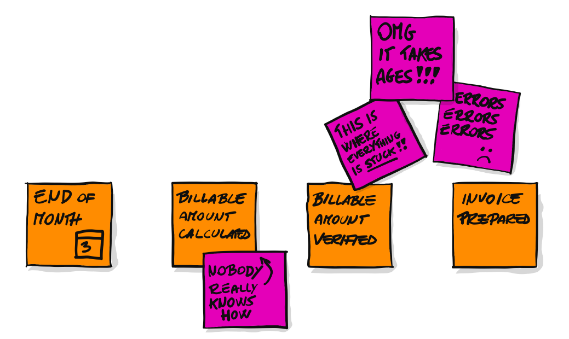 OMG
IT TAKES
AGES!!!
ERRORS
ERRORS
ERRORS
:(
THIS IS
WHERE
EVERYTHING
IS STUCK!!
END OF
MONTH
3
BILLABLE
AMOUNT
CALCULATED
BILLABLE
AMOUNT
VERIFIED
INVOICE
PREPARED
NOBODY
REALLY
KNOWS
HOW